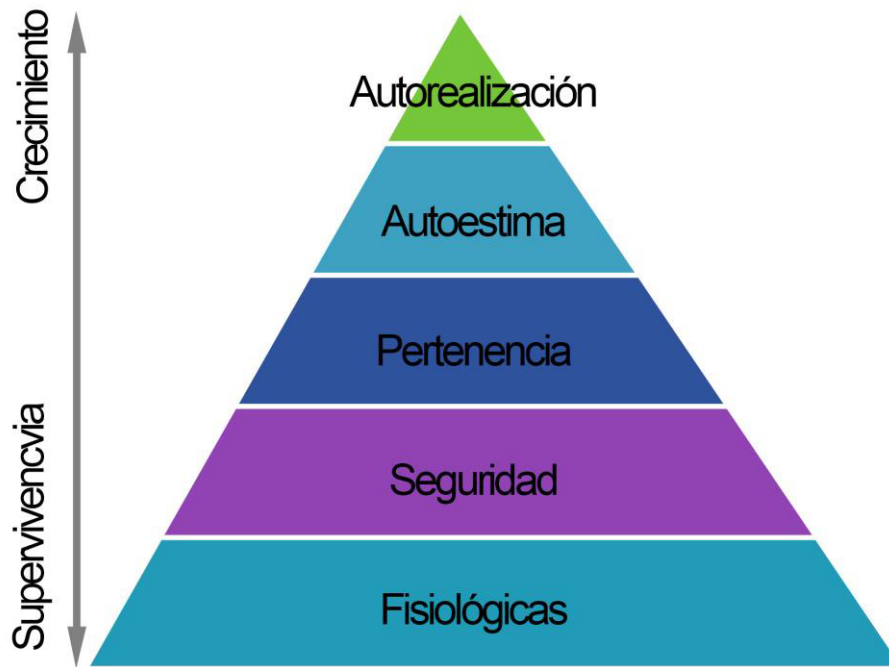 Crecimiento
Supervivencvia
Autorealización
Autoestima
Pertenencia
Seguridad
Fisiológicas